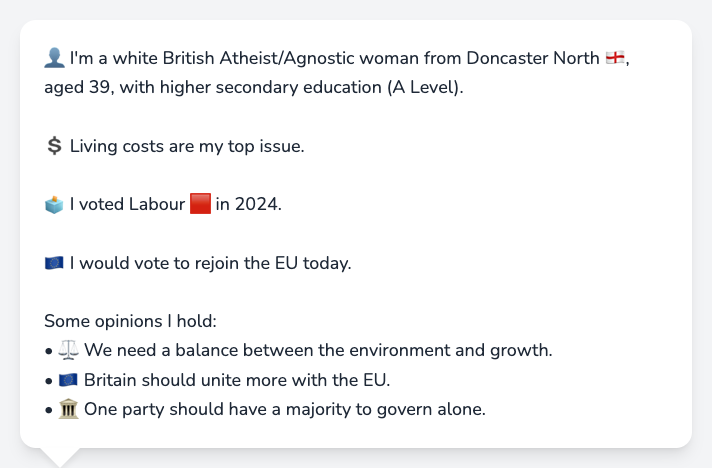 👤 I'm a white British Atheist/Agnostic woman from Doncaster North 🏴󠁧󠁢󠁥󠁮󠁧󠁿,
aged 39, with higher secondary education (A Level).
💲 Living costs are my top issue.
🗳️ I voted Labour 🟥 in 2024.
🇪🇺 I would vote to rejoin the EU today.
Some opinions I hold:
• ⚖️ We need a balance between the environment and growth.
• 🇪🇺 Britain should unite more with the EU.
• 🏛️ One party should have a majority to govern alone.